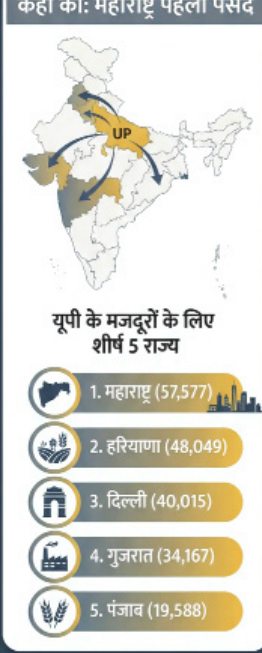 कहां का: महाराष्ट्र पहली पसंद
UP
यूपी के मजदूरों के लिए
शीर्ष 5 राज्य
1. महाराष्ट्र (57,577)
2. हरियाणा (48,049)
3. दिल्ली (40,015)
4. गुजरात (34,167)
5. पंजाब (19,588)